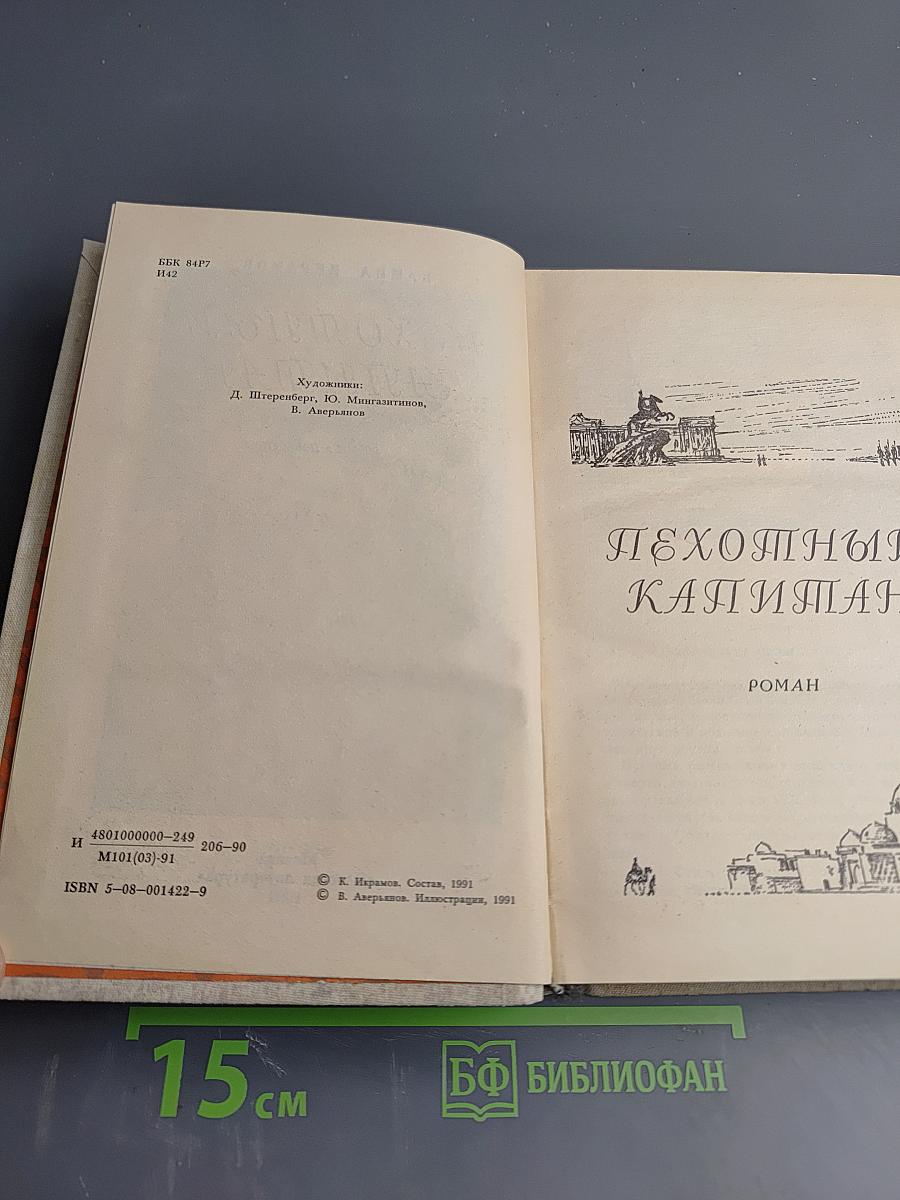 ББК 84Р7
И42
Художники:
Д. Штеренберг, Ю. Мингазитинов,
В. Аверьянов
И 4801000000—249 206—90
М101(03)-91
ISBN 5—08—001422—9
© К. Икрамов. Состав, 1991
© В. Аверьянов. Иллюстрации, 1991
ПЕХОТНЫЙ
КАПИТАН
РОМАН
15 см
БФ БИБЛИОФАН